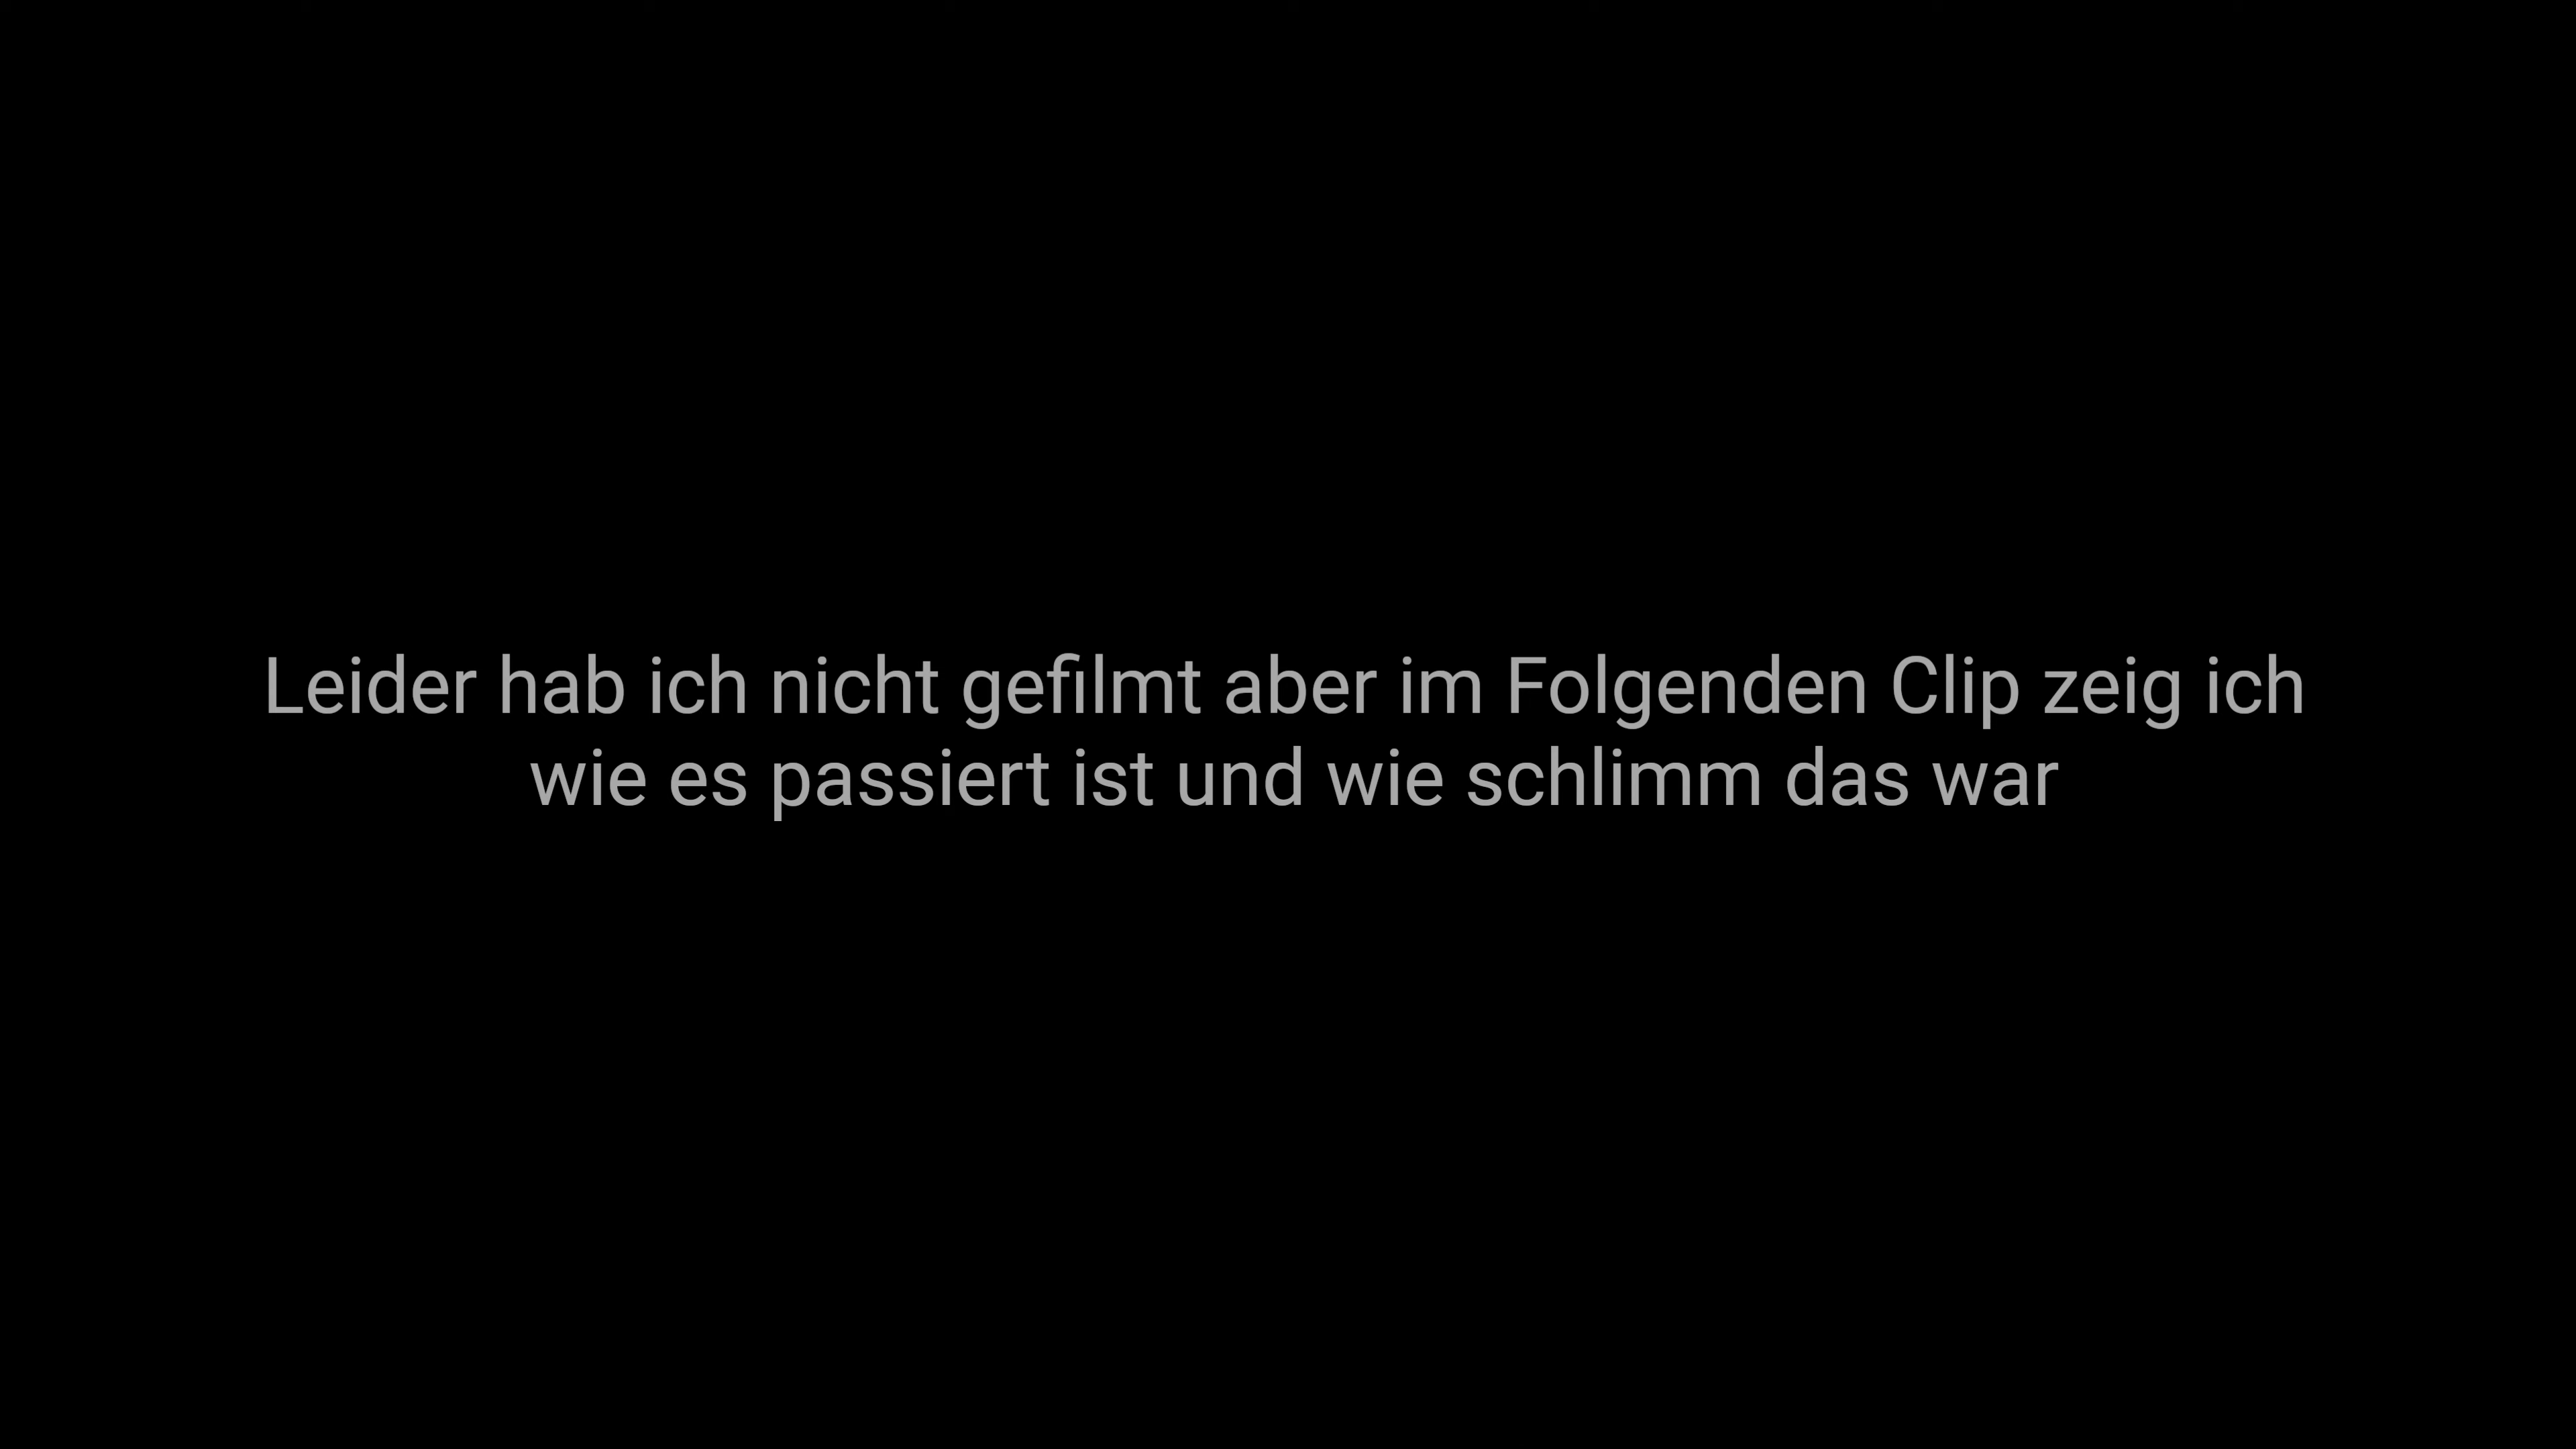 Leider hab ich nicht gefilmt aber im Folgenden Clip zeig ich
wie es passiert ist und wie schlimm das war